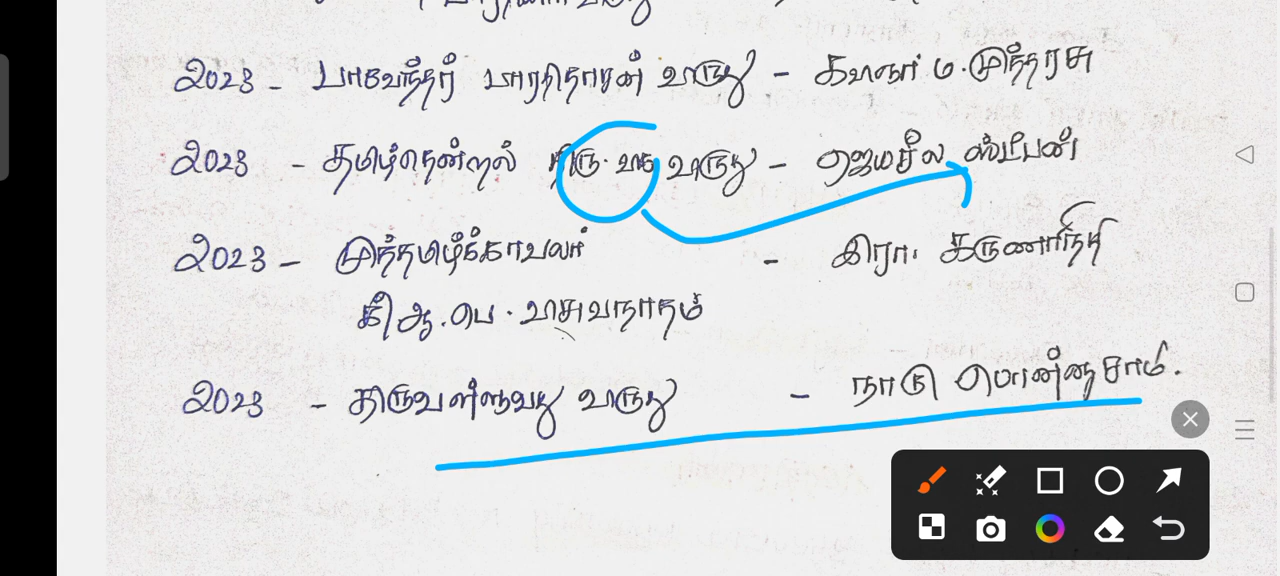 2023 - பாவேந்தர் பாரதிதாசன் விருது - கவிஞர் ம.முத்தரசு
2023 - தமிழ்தென்றல் திரு.வி.க விருது - ஜெயசீல ஸ்டீபன்
2023 - முத்தமிழ்க்காவலர் - இரா. கருணாநிதி
கி.ஆ.பெ. விசுவநாதம்
2023 - திருவள்ளுவர் விருது - நாடு பொன்னுசாமி.